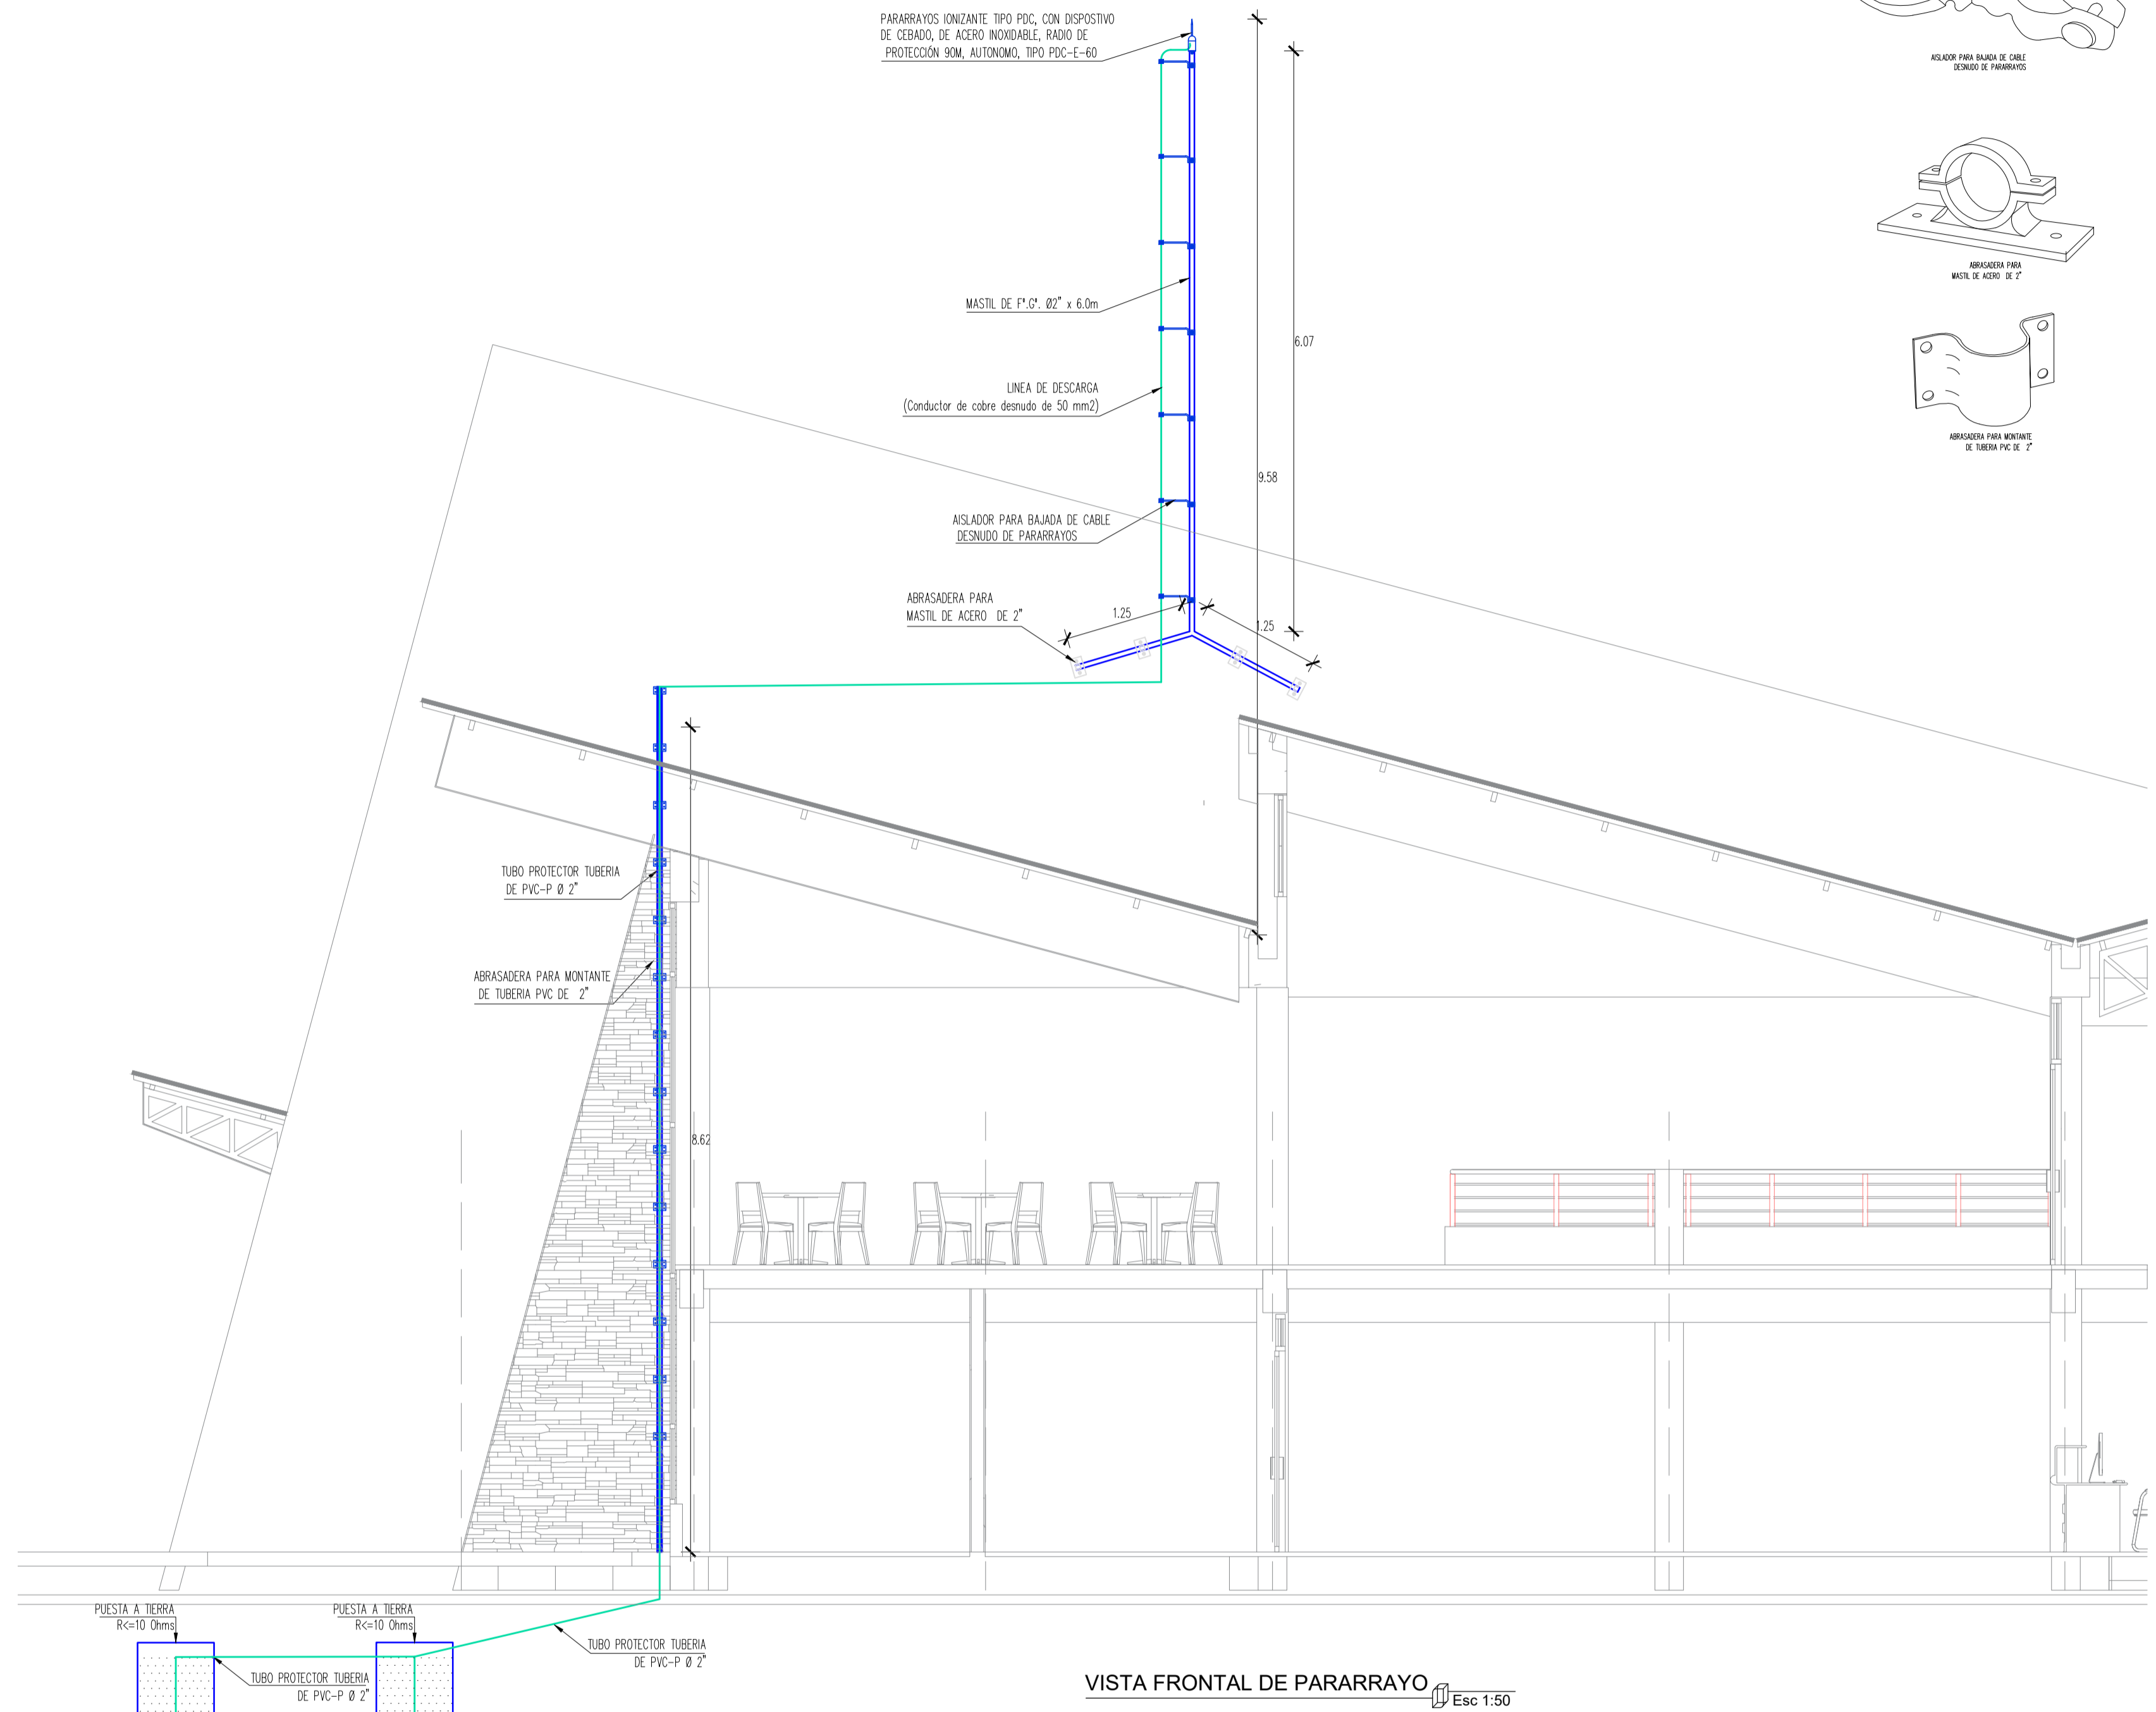 PARARRAYOS IONIZANTE TIPO PDC, CON DISPOSTIVO
DE CEBADO, DE ACERO INOXIDABLE, RADIO DE
PROTECCIÓN 90M, AUTONOMO, TIPO PDC-E-60
AISLADOR PARA BAJADA DE CABLE
DESNUDO DE PARARRAYOS
ABRASADERA PARA
MASTIL DE ACERO DE 2"
MASTIL DE Fº.Gº. Ø2" x 6.0m
6.07
LINEA DE DESCARGA
(Conductor de cobre desnudo de 50 mm2)
ABRASADERA PARA MONTANTE
DE TUBERIA PVC DE 2"
9.58
AISLADOR PARA BAJADA DE CABLE
DESNUDO DE PARARRAYOS
ABRASADERA PARA
MASTIL DE ACERO DE 2"
1.25
1.25
TUBO PROTECTOR TUBERIA
DE PVC-P Ø 2"
ABRASADERA PARA MONTANTE
DE TUBERIA PVC DE 2"
8.62
PUESTA A TIERRA
R<=10 Ohms
PUESTA A TIERRA
R<=10 Ohms
TUBO PROTECTOR TUBERIA
DE PVC-P Ø 2"
TUBO PROTECTOR TUBERIA
DE PVC-P Ø 2"
VISTA FRONTAL DE PARARRAYO
Esc 1:50